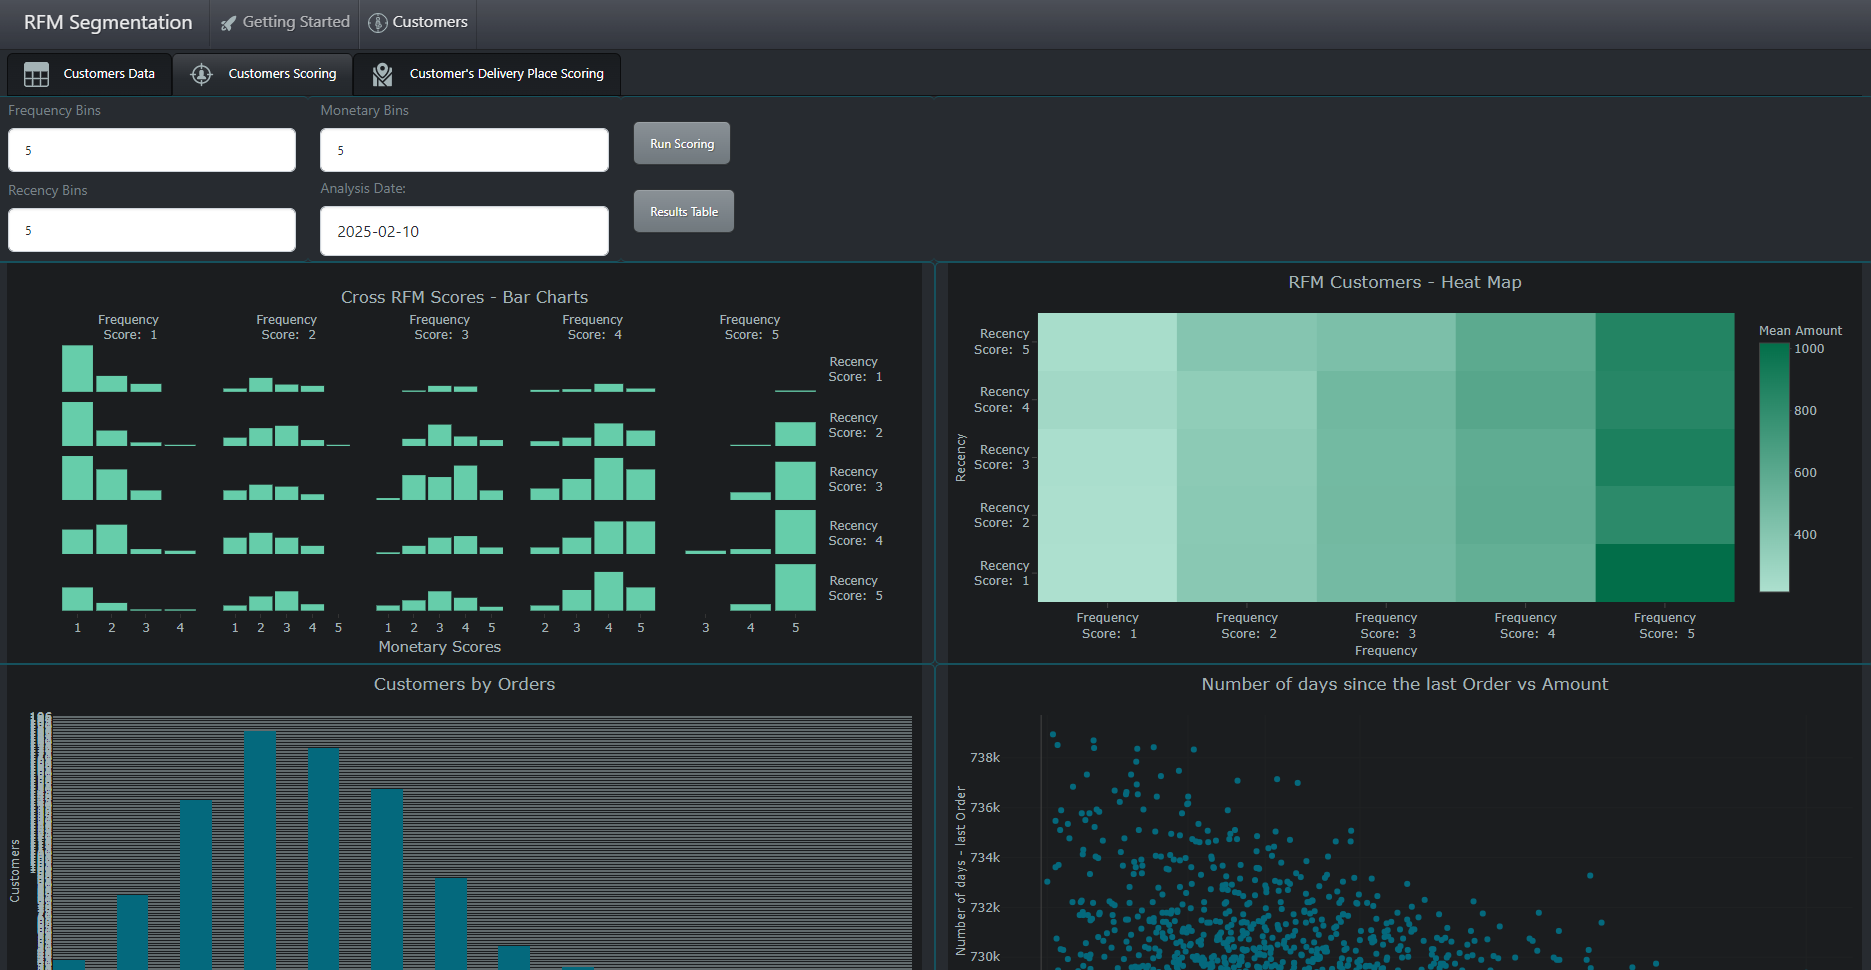 RFM Segmentation
Getting Started
Customers
Customers Data
Customers Scoring
Customer's Delivery Place Scoring
Frequency Bins
Monetary Bins
5
5
Run Scoring
Recency Bins
Analysis Date:
5
2025-02-10
Results Table
Cross RFM Scores - Bar Charts
Frequency
Score: 1
Frequency
Score: 2
Frequency
Score: 3
Frequency
Score: 4
Frequency
Score: 5
Recency
Score: 1
Recency
Score: 2
Recency
Score: 3
Recency
Score: 4
Recency
Score: 5
1 2 3 4
1 2 3 4 5
1 2 3 4 5
2 3 4 5
3 4 5
Monetary Scores
RFM Customers - Heat Map
Recency
Score: 5
Recency
Score: 4
Recency
Score: 3
Recency
Score: 2
Recency
Score: 1
Recency
Frequency
Score: 1
Frequency
Score: 2
Frequency
Score: 3
Frequency
Score: 4
Frequency
Score: 5
Frequency
Mean Amount
1000
800
600
400
Customers by Orders
Customers
Number of days since the last Order vs Amount
Number of days - last Order
738k
736k
734k
732k
730k